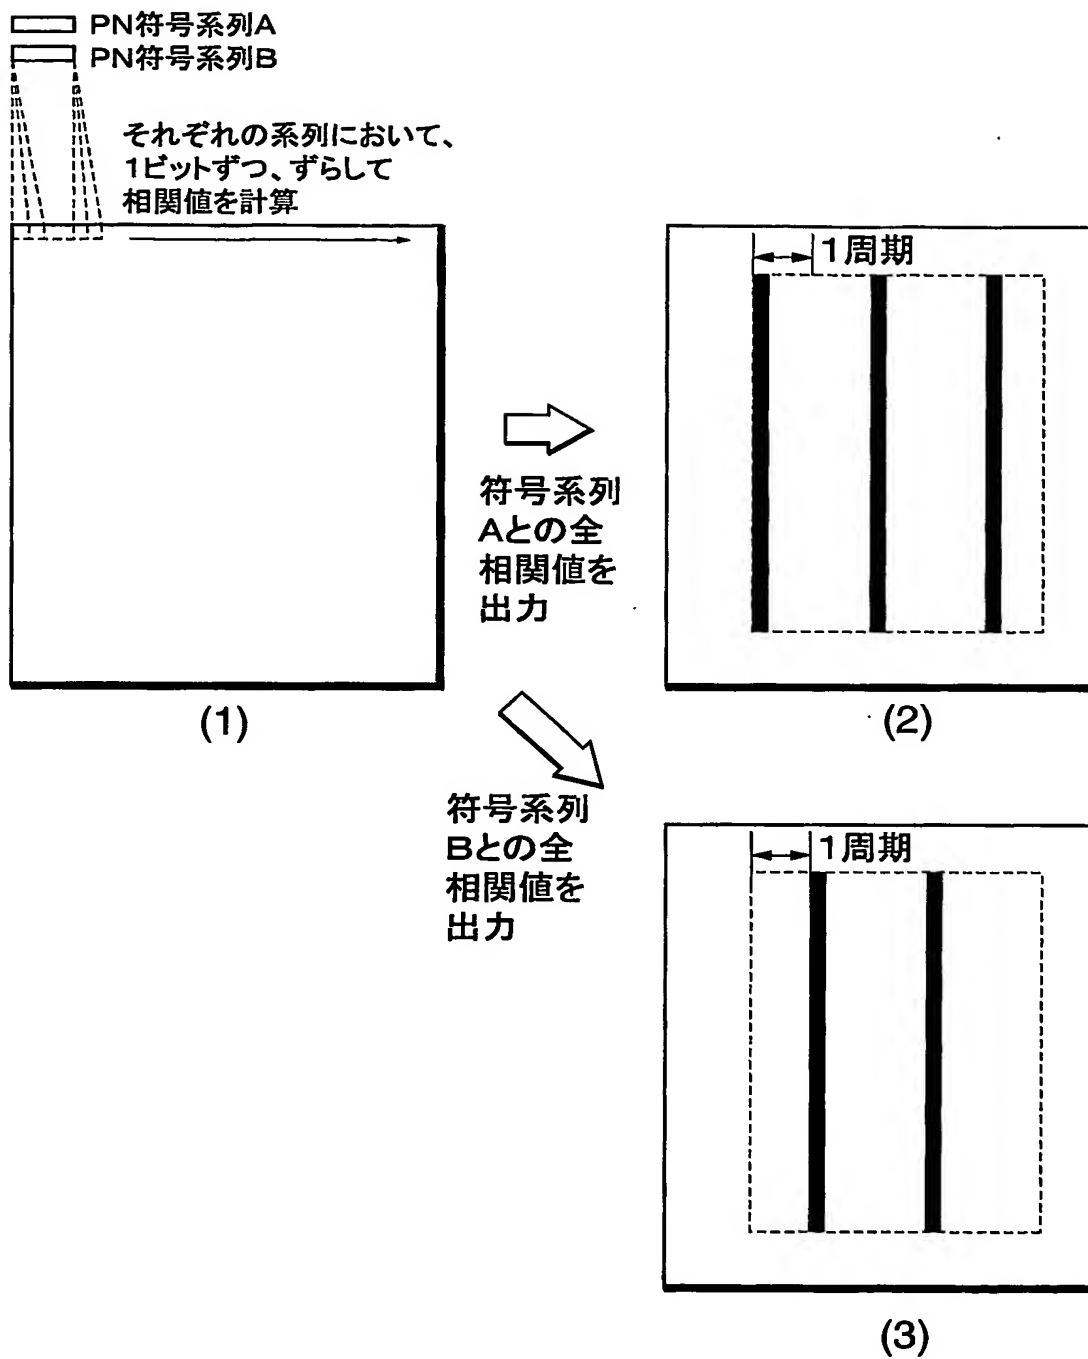 PN符号系列A
PN符号系列B
それぞれの系列において、
1ビットずつ、ずらして
相関値を計算
(1)
符号系列
Aとの全
相関値を
出力
1周期
(2)
符号系列
Bとの全
相関値を
出力
1周期
(3)